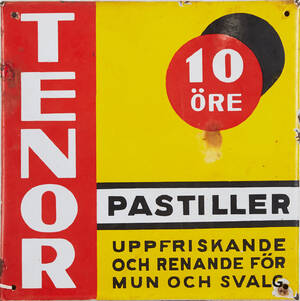 TENOR
10
ÖRE
PASTILLER
UPPFRISKANDE
OCH RENANDE FÖR
MUN OCH SVALG